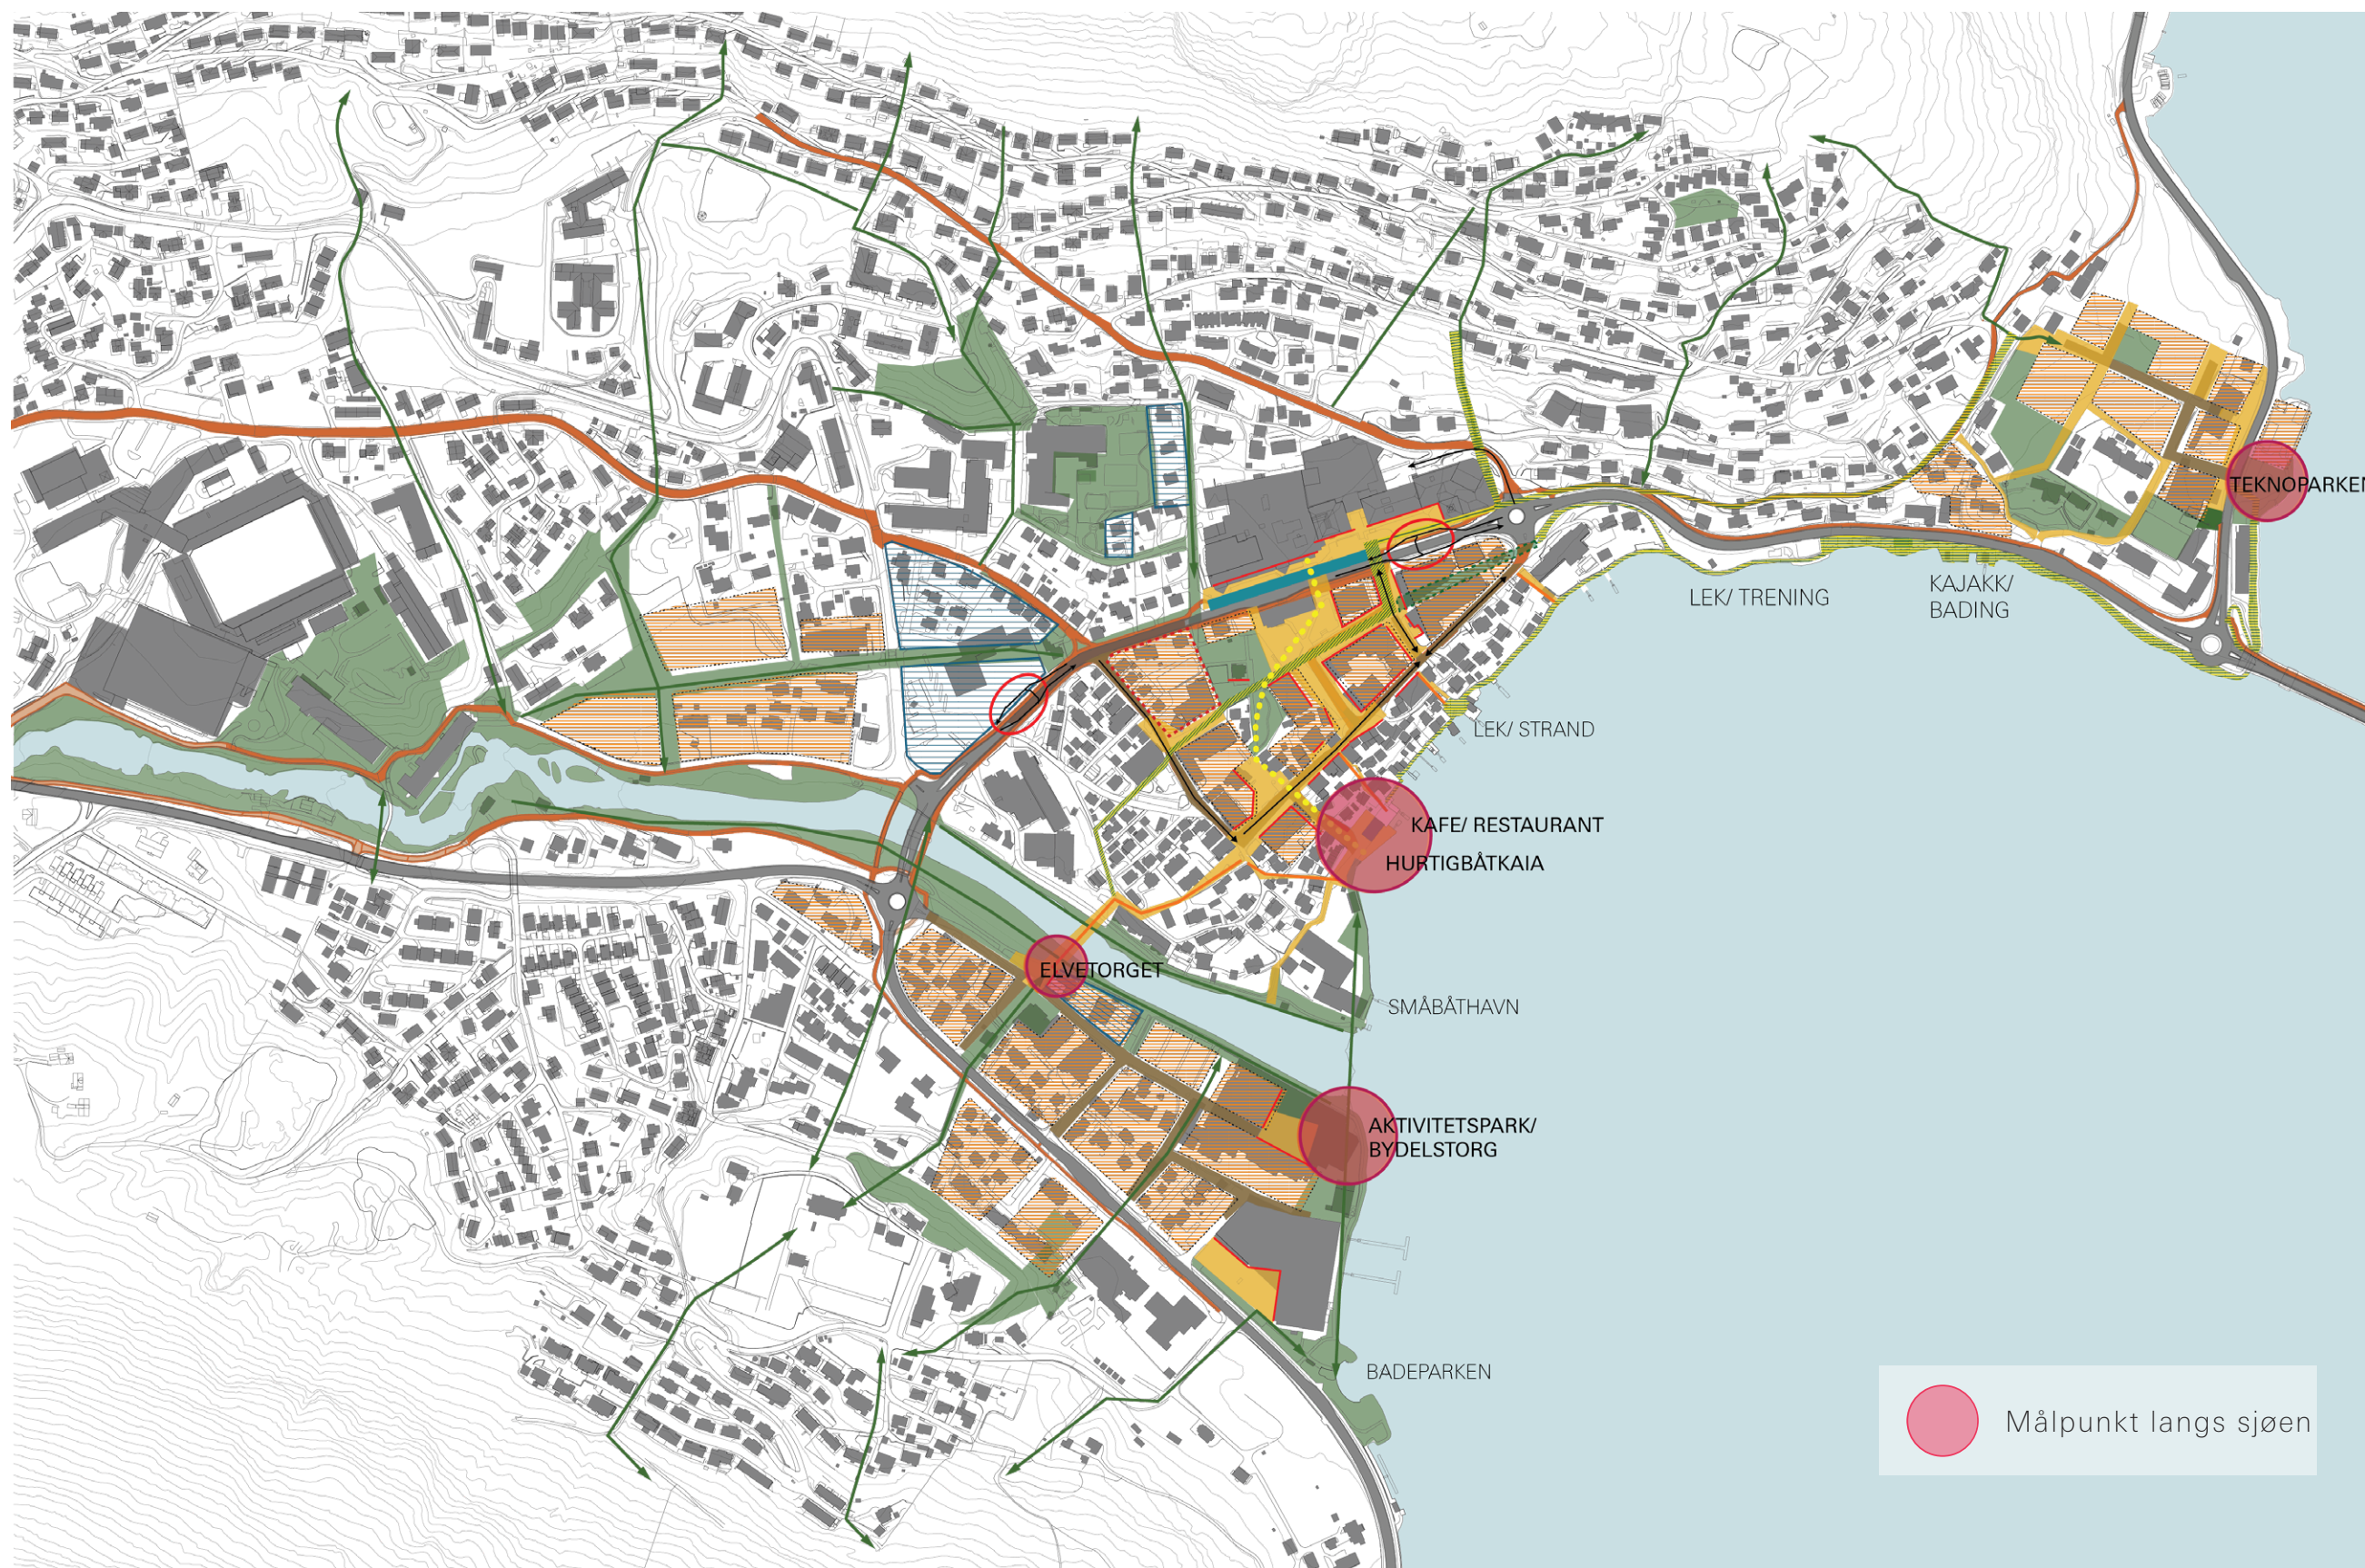 TEKNOPARKEN
LEK/ TRENING
KAJAKK/
BADING
LEK/ STRAND
KAFE/ RESTAURANT
HURTIGBÅTKAIA
ELVETORGET
SMÅBÅTHAVN
AKTIVITETSPARK/
BYDELSTORG
BADEPARKEN
Målpunkt langs sjøen